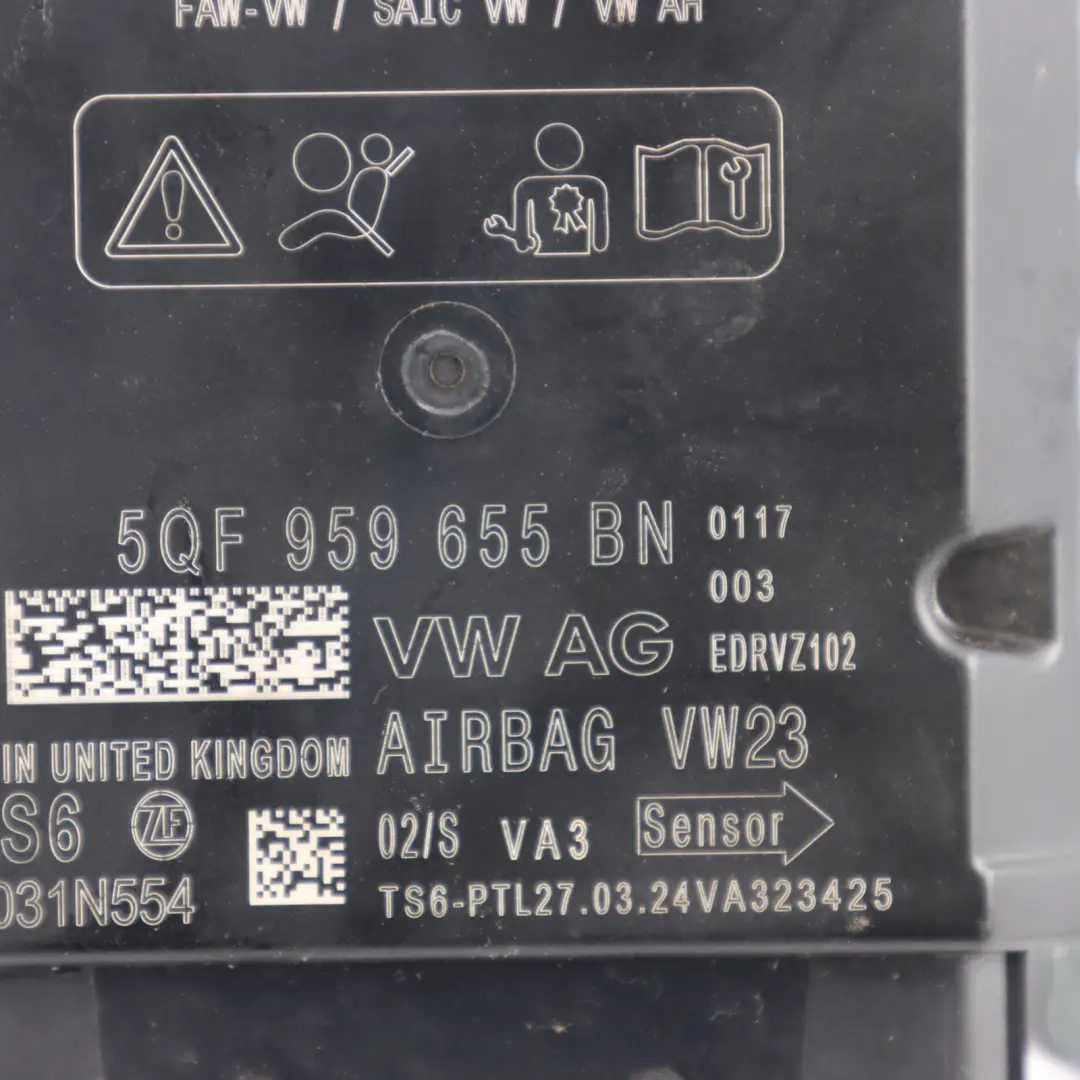 FAW-VW / SAIC VW / VW AH
5QF 959 655 BN
0117
003
VW AG
EDRVZ102
IN UNITED KINGDOM
AIRBAG VW23
S6
ZF
02/S VA3
Sensor
031N554
TS6-PTL27.03.24VA323425